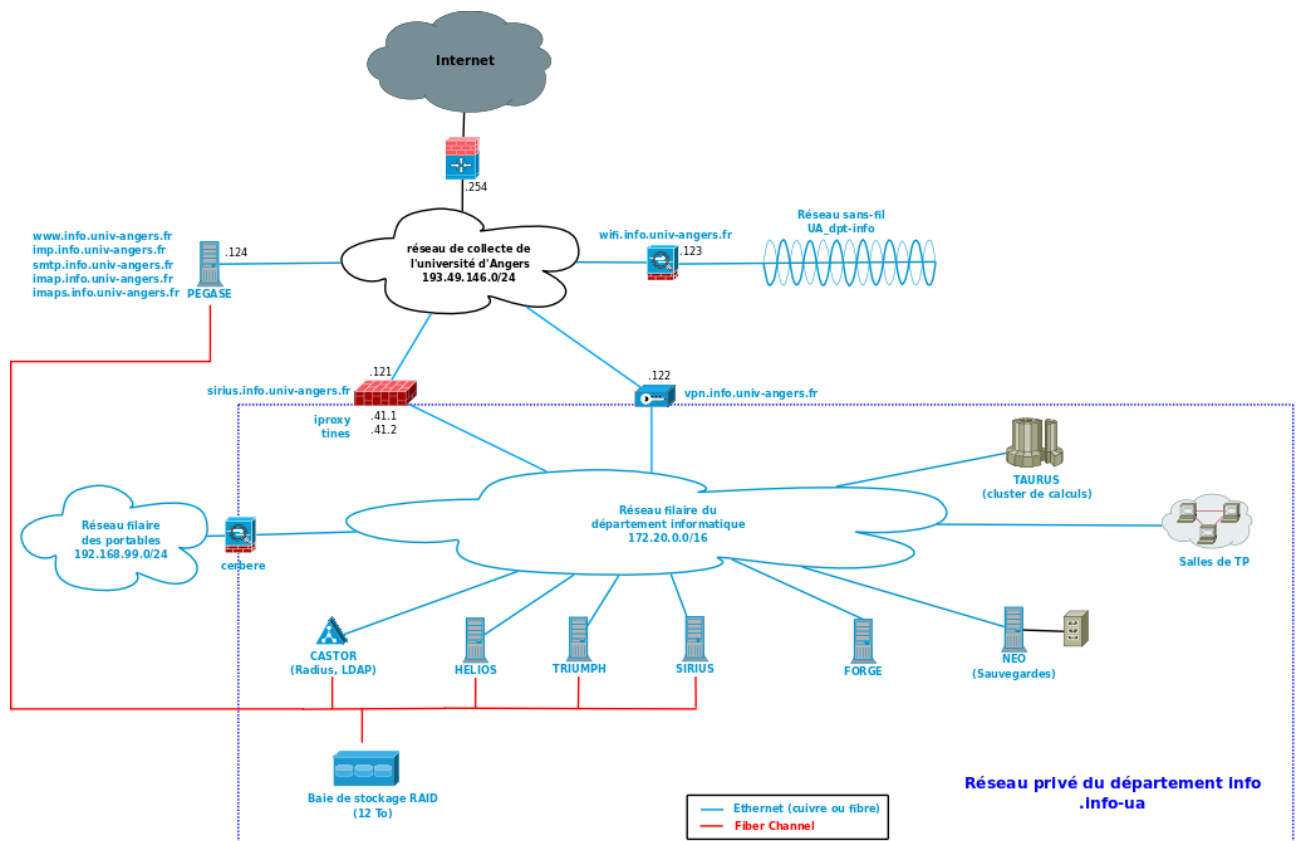 Internet
.254
réseau de collecte de
l'université d'Angers
193.49.146.0/24
www.info.univ-angers.fr
imp.info.univ-angers.fr
smtp.info.univ-angers.fr
imap.info.univ-angers.fr
imaps.info.univ-angers.fr
.124
PEGASE
wifi.info.univ-angers.fr
.123
Réseau sans-fil
UA_dpt-info
.121
sirius.info.univ-angers.fr
iproxy
tines
.41.1
.41.2
.122
vpn.info.univ-angers.fr
TAURUS
(cluster de calculs)
Réseau filaire
des portables
192.168.99.0/24
cerbere
Réseau filaire du
département informatique
172.20.0.0/16
Salles de TP
CASTOR
(Radius, LDAP)
HELIOS
TRIUMPH
SIRIUS
FORGE
NEO
(Sauvegardes)
Baie de stockage RAID
(12 To)
Ethernet (cuivre ou fibre)
Fiber Channel
Réseau privé du département info
.info-ua